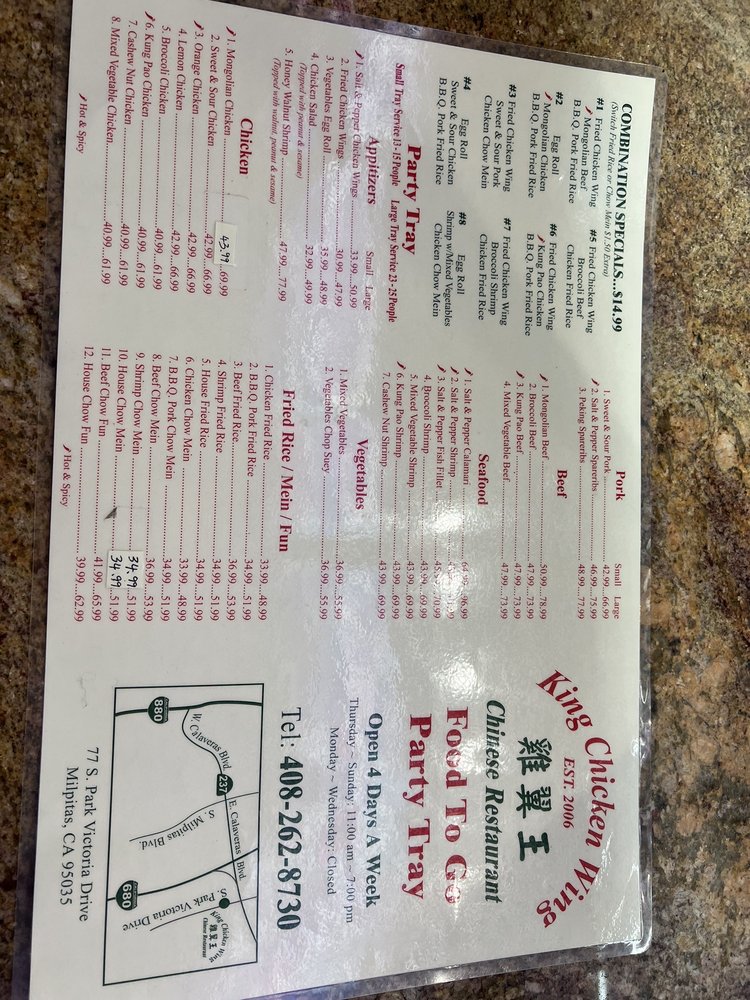 COMBINATION SPECIALS....$14.99
(Switch Fried Rice or Chow Mein $1.50 Extra)
#1 Fried Chicken Wing
Mongolian Beef
B.B.Q. Pork Fried Rice
#2 Egg Roll
Mongolian Chicken
B.B.Q. Pork Fried Rice
#3 Fried Chicken Wing
Sweet & Sour Pork
Chicken Chow Mein
#4 Egg Roll
Sweet & Sour Chicken
B.B.Q. Pork Fried Rice
#5 Fried Chicken Wing
Broccoli Beef
Chicken Fried Rice
#6 Fried Chicken Wing
Kung Pao Chicken
B.B.Q. Pork Fried Rice
#7 Fried Chicken Wing
Broccoli Shrimp
Chicken Fried Rice
#8 Egg Roll
Shrimp w/Mixed Vegetables
Chicken Chow Mein
Party Tray
Small Tray Service 13 - 15 People Large Tray Service 23 - 25 People
Appitizers Small Large
1. Salt & Pepper Chicken Wings 33.99....50.99
2. Fried Chicken Wings 30.99....47.99
3. Vegetables Egg Roll 35.99....48.99
4. Chicken Salad 32.99....49.99
(Topped with peanut & sesame)
5. Honey Walnut Shrimp 47.99....77.99
(Topped with walnut, peanut & sesame)
Chicken
1. Mongolian Chicken 43.99....69.99
2. Sweet & Sour Chicken 42.99....66.99
3. Orange Chicken 42.99....66.99
4. Lemon Chicken 42.99....66.99
5. Broccoli Chicken 40.99....61.99
6. Kung Pao Chicken 40.99....61.99
7. Cashew Nut Chicken 40.99....61.99
8. Mixed Vegetable Chicken 40.99....61.99
Hot & Spicy
Pork Small Large
1. Sweet & Sour Pork 42.99....66.99
2. Salt & Pepper Spareribs 46.99....75.99
3. Peking Spareribs 48.99....77.99
Beef
1. Mongolian Beef 50.99....78.99
2. Broccoli Beef 47.99....73.99
3. Kung Pao Beef 47.99....73.99
4. Mixed Vegetable Beef 47.99....73.99
Seafood
1. Salt & Pepper Calamari 96.99
2. Salt & Pepper Shrimp
3. Salt & Pepper Fish Fillet 70.99
4. Broccoli Shrimp 43.99....69.99
5. Mixed Vegetable Shrimp 43.99....69.99
6. Kung Pao Shrimp 43.99....69.99
7. Cashew Nut Shrimp 43.99....69.99
Vegetables
1. Mixed Vegetables 36.99....55.99
2. Vegetables Chop Suey 36.99....55.99
Fried Rice / Mein / Fun
1. Chicken Fried Rice 33.99....48.99
2. B.B.Q. Pork Fried Rice 34.99....51.99
3. Beef Fried Rice 36.99....53.99
4. Shrimp Fried Rice 34.99....51.99
5. House Fried Rice 34.99....51.99
6. Chicken Chow Mein 33.99....48.99
7. B.B.Q. Pork Chow Mein 34.99....51.99
8. Beef Chow Mein 36.99....53.99
9. Shrimp Chow Mein 34.99....51.99
10. House Chow Mein 34.99....51.99
11. Beef Chow Fun 41.99....65.99
12. House Chow Fun 39.99....62.99
Hot & Spicy
King Chicken Wing
EST. 2006
雞翼王
Chinese Restaurant
Food To Go
Party Tray
Open 4 Days A Week
Thursday ~ Sunday: 11:00 am ~ 7:00 pm
Monday ~ Wednesday: Closed
Tel: 408-262-8730
880
W. Calaveras Blvd.
237
E. Calaveras Blvd.
S. Milpitas Blvd.
S. Park Victoria Drive
680
King Chicken Wing
雞翼王
Chinese Restaurant
77 S. Park Victoria Drive
Milpitas, CA 95035